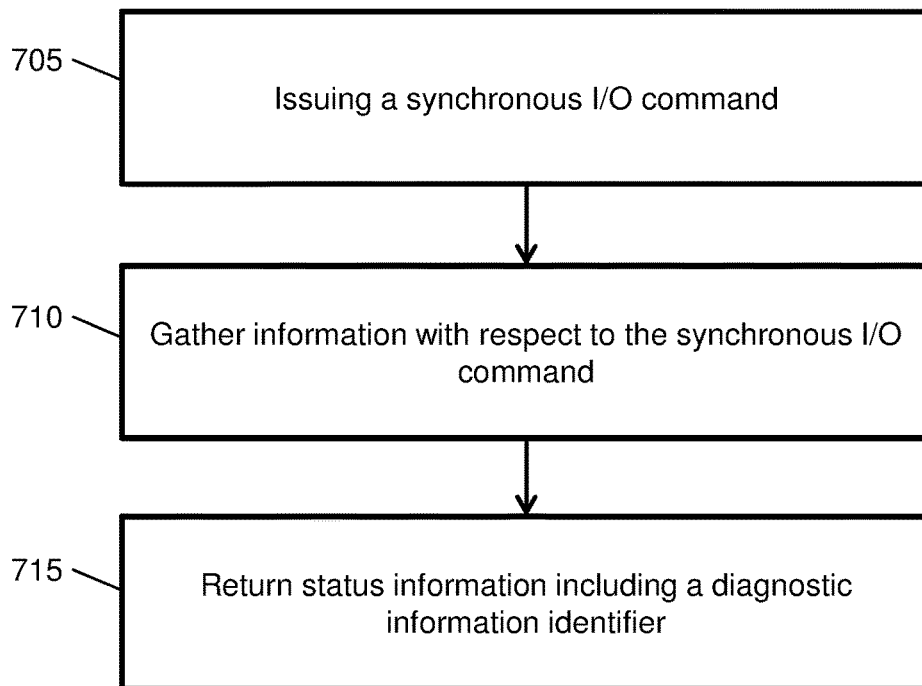 705
Issuing a synchronous I/O command
710
Gather information with respect to the synchronous I/O
command
715
Return status information including a diagnostic
information identifier